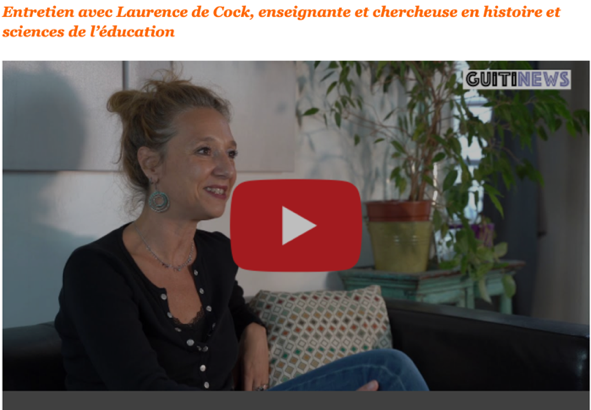 Entretien avec Laurence de Cock, enseignante et chercheuse en histoire et
sciences de l'éducation
GUITINEWS